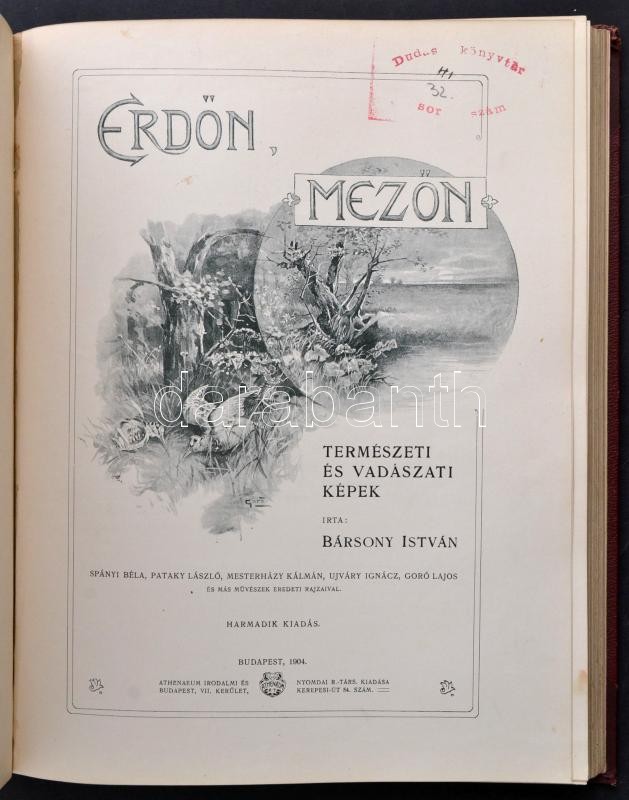 Dudás könyvtár
32.
sor szám
ERDŐN,
MEZŐN
TERMÉSZETI
ÉS VADÁSZATI
KÉPEK
IRTA:
BÁRSONY ISTVÁN
SPÁNYI BÉLA, PATAKY LÁSZLÓ, MESTERHÁZY KÁLMÁN, UJVÁRY IGNÁCZ, GORÓ LAJOS
ÉS MÁS MŰVÉSZEK EREDETI RAJZAIVAL.
HARMADIK KIADÁS.
BUDAPEST, 1904.
ATHENAEUM IRODALMI ÉS NYOMDAI R.-TÁRS. KIADÁSA
BUDAPEST, VII. KERÜLET, KEREPESI-ÚT 54. SZÁM.
darabanth